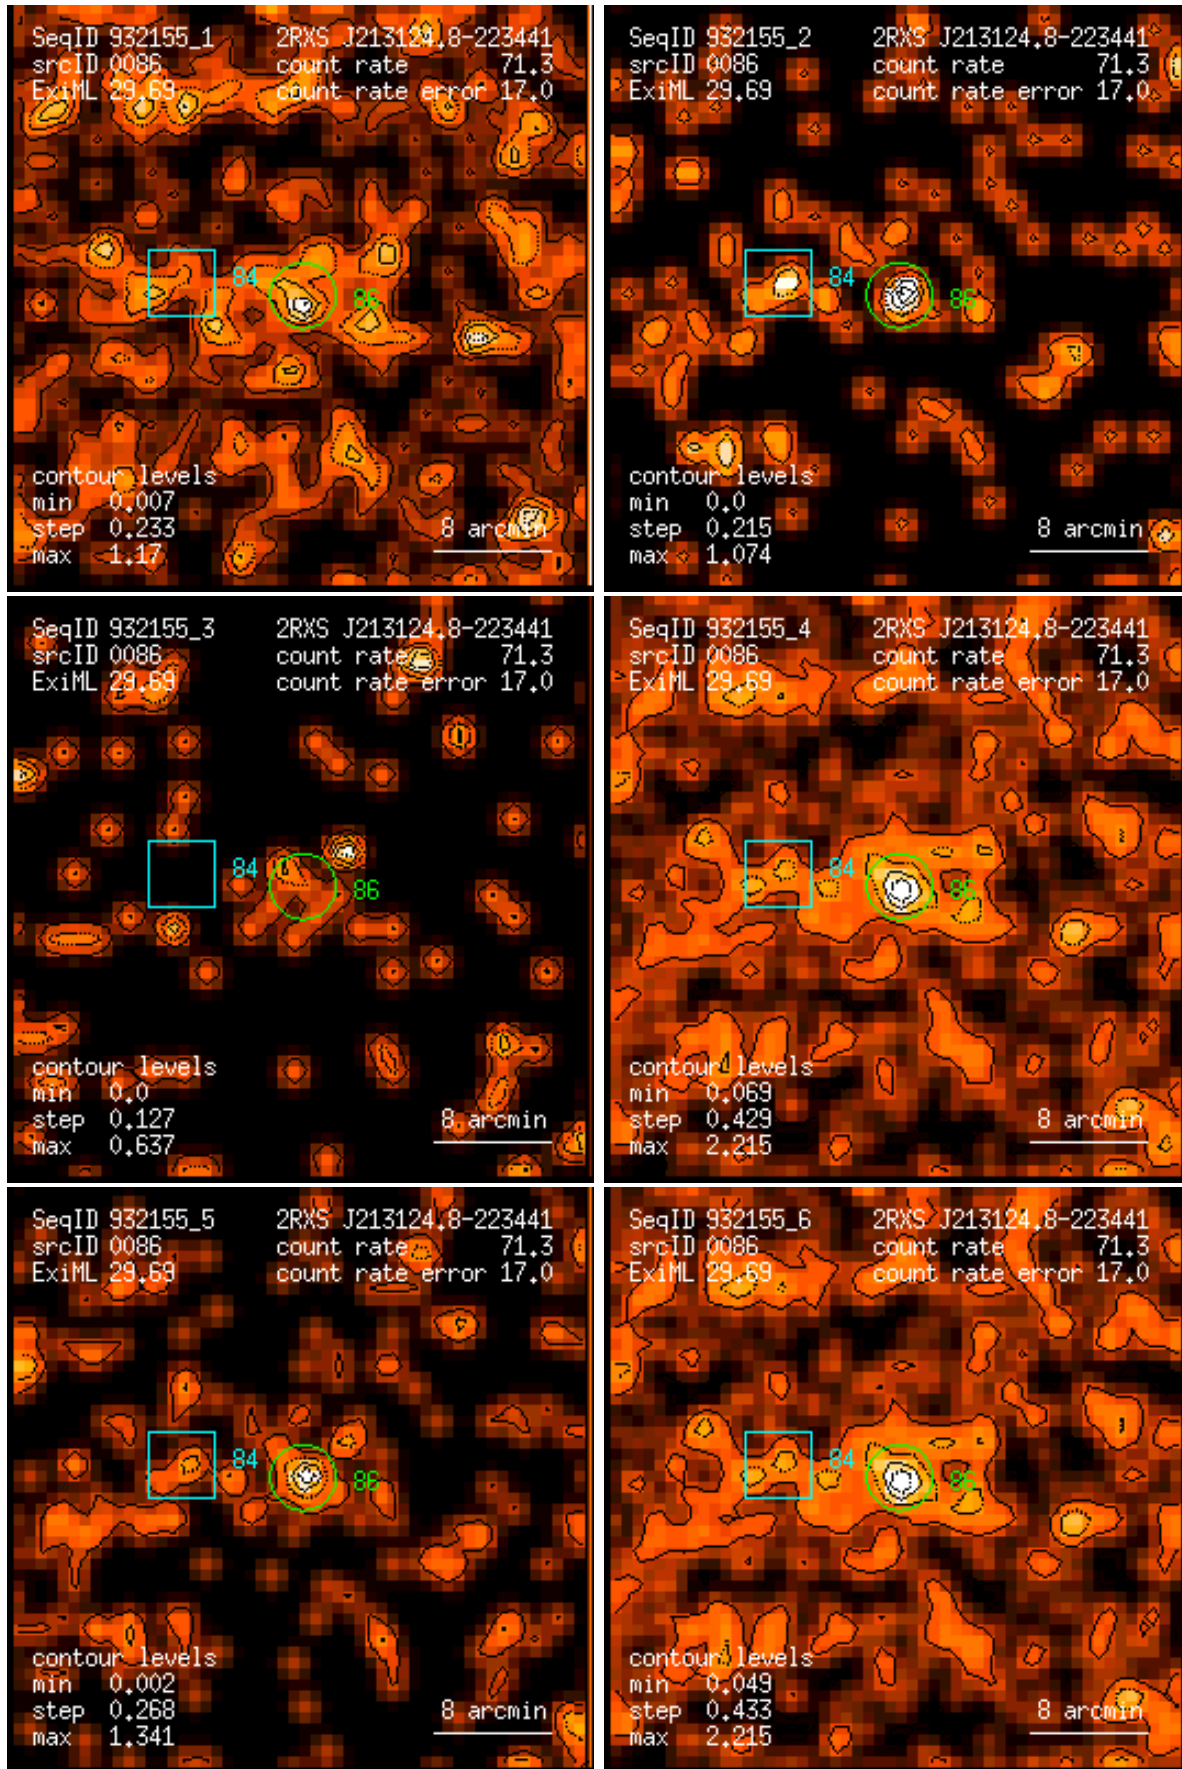 SeqID 932155_1 2RXS J213124.8-223441
srcID 0086 count rate 71.3
ExiML 29.69 count rate error 17.0
84
86
contour levels
min 0.007
step 0.233
max 1.17
8 arcmin
SeqID 932155_2 2RXS J213124.8-223441
srcID 0086 count rate 71.3
ExiML 29.69 count rate error 17.0
84
86
contour levels
min 0.0
step 0.215
max 1.074
8 arcmin
SeqID 932155_3 2RXS J213124.8-223441
srcID 0086 count rate 71.3
ExiML 29.69 count rate error 17.0
84
86
contour levels
min 0.0
step 0.127
max 0.637
8 arcmin
SeqID 932155_4 2RXS J213124.8-223441
srcID 0086 count rate 71.3
ExiML 29.69 count rate error 17.0
84
86
contour levels
min 0.069
step 0.429
max 2.215
8 arcmin
SeqID 932155_5 2RXS J213124.8-223441
srcID 0086 count rate 71.3
ExiML 29.69 count rate error 17.0
84
86
contour levels
min 0.002
step 0.268
max 1.341
8 arcmin
SeqID 932155_6 2RXS J213124.8-223441
srcID 0086 count rate 71.3
ExiML 29.69 count rate error 17.0
84
86
contour levels
min 0.049
step 0.433
max 2.215
8 arcmin